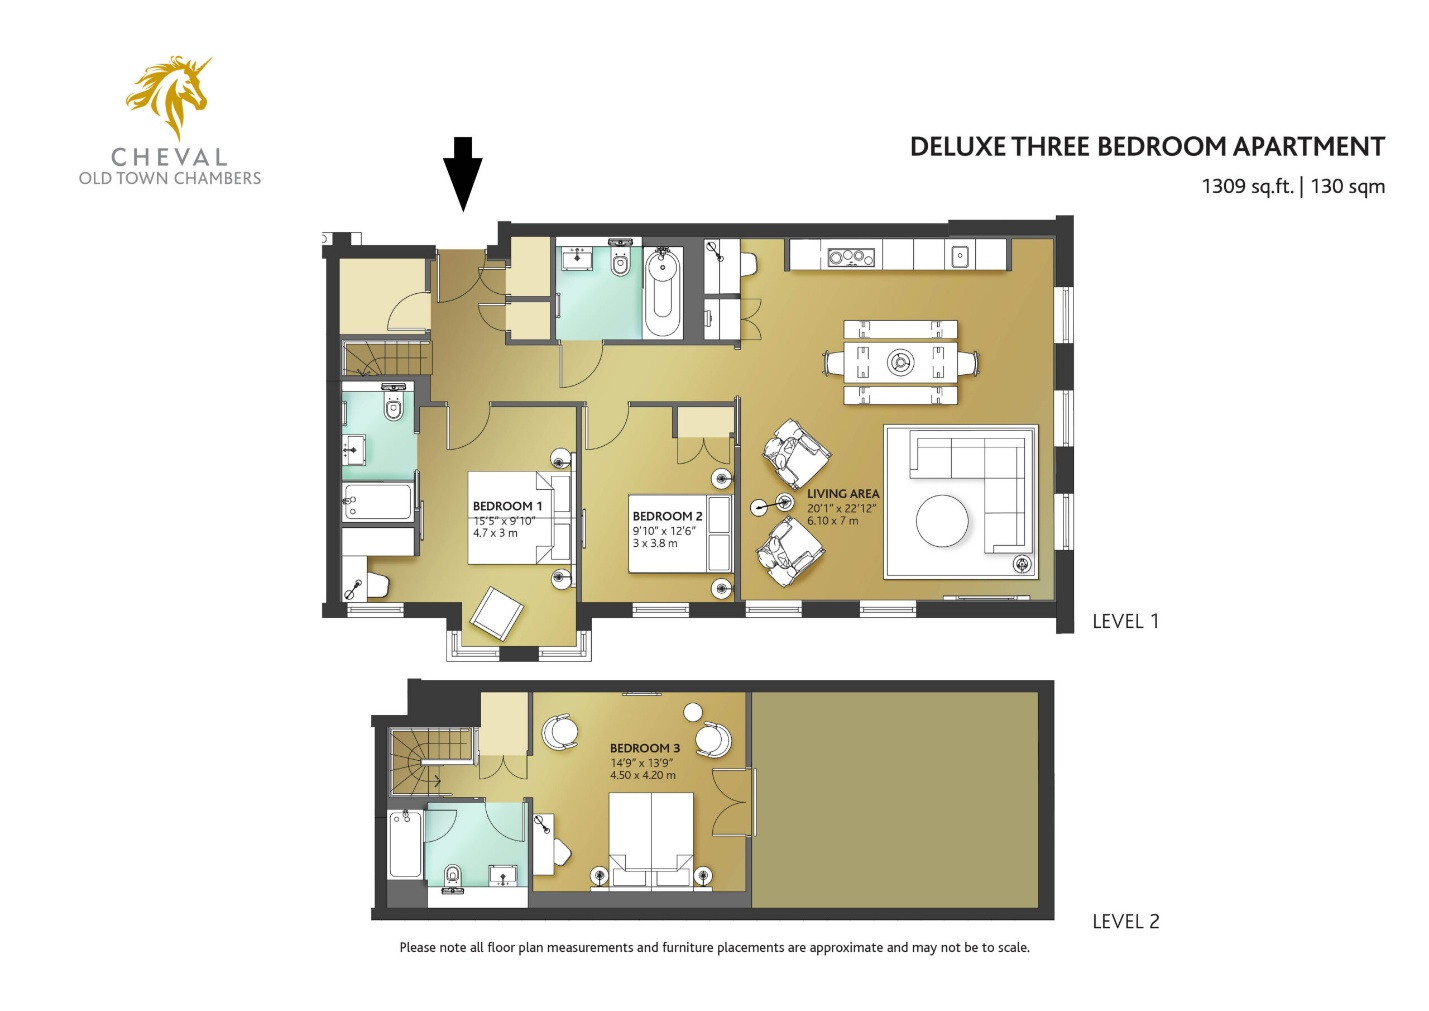 CHEVAL
OLD TOWN CHAMBERS
DELUXE THREE BEDROOM APARTMENT
1309 sq.ft. | 130 sqm
BEDROOM 1
15'5" x 9'10"
4.7 x 3 m
BEDROOM 2
9'10" x 12'6"
3 x 3.8 m
LIVING AREA
20'1" x 22'12"
6.10 x 7 m
LEVEL 1
BEDROOM 3
14'9" x 13'9"
4.50 x 4.20 m
LEVEL 2
Please note all floor plan measurements and furniture placements are approximate and may not be to scale.